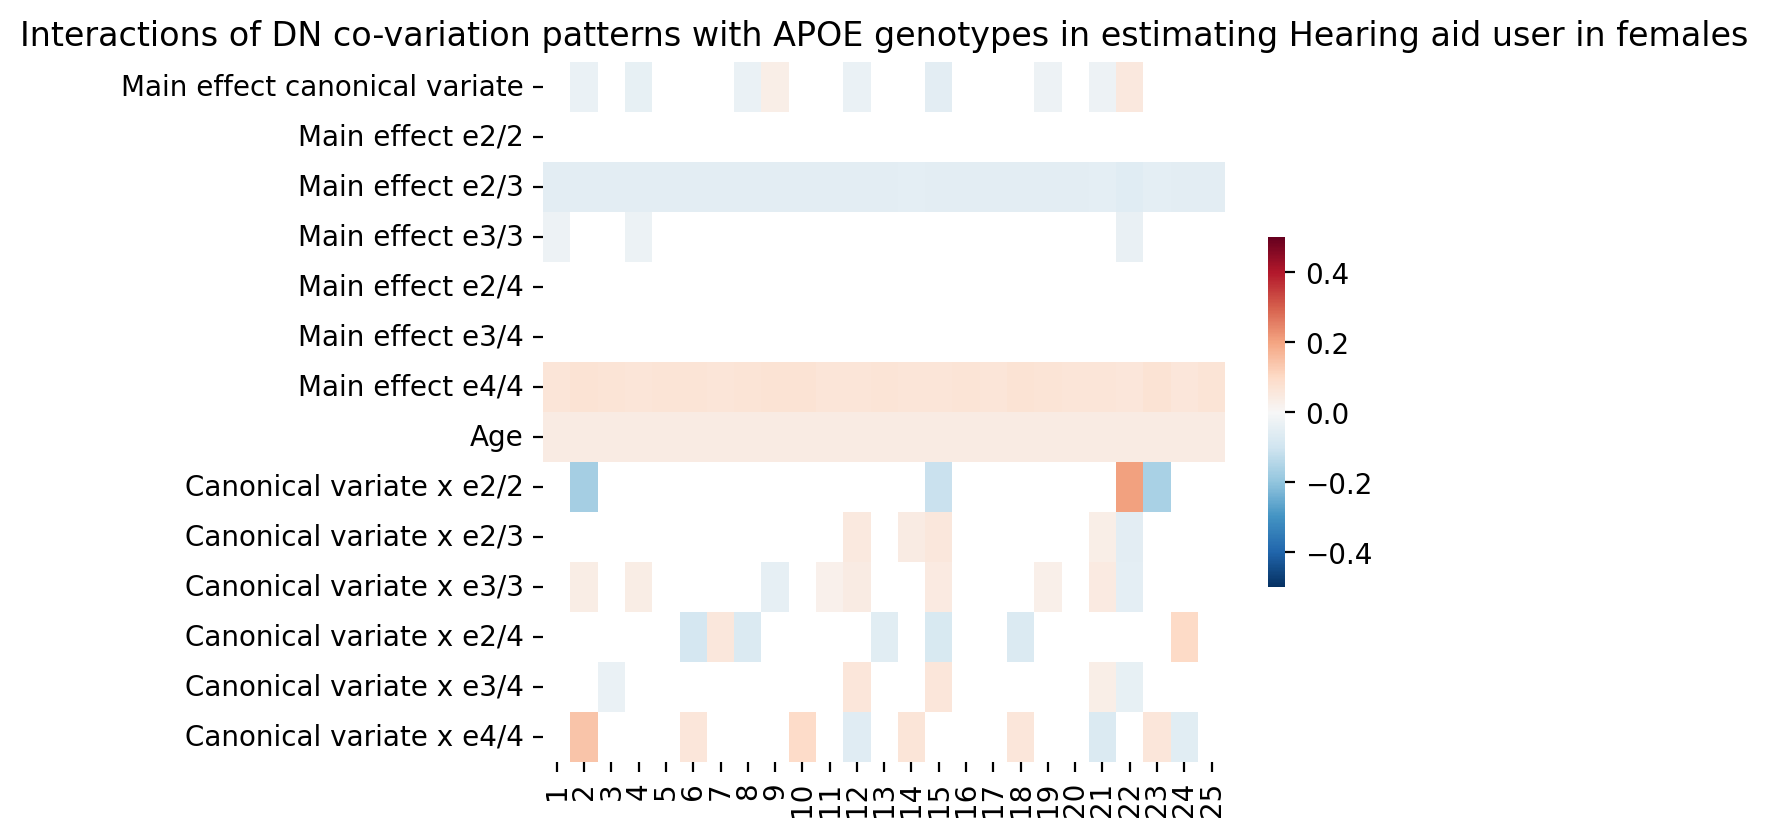 Interactions of DN co-variation patterns with APOE genotypes in estimating Hearing aid user in females
Main effect canonical variate
Main effect e2/2
Main effect e2/3
Main effect e3/3
Main effect e2/4
Main effect e3/4
Main effect e4/4
Age
Canonical variate x e2/2
Canonical variate x e2/3
Canonical variate x e3/3
Canonical variate x e2/4
Canonical variate x e3/4
Canonical variate x e4/4
1 2 3 4 5 6 7 8 9 10 11 12 13 14 15 16 17 18 19 20 21 22 23 24 25
0.4
0.2
0.0
−0.2
−0.4